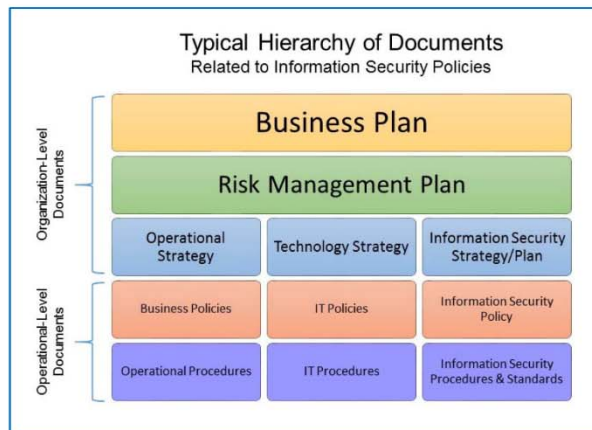 Typical Hierarchy of Documents
Related to Information Security Policies
Organization-Level
Documents
Business Plan
Risk Management Plan
Operational
Strategy
Technology Strategy
Information Security
Strategy/Plan
Operational-Level
Documents
Business Policies
IT Policies
Information Security
Policy
Operational Procedures
IT Procedures
Information Security
Procedures & Standards